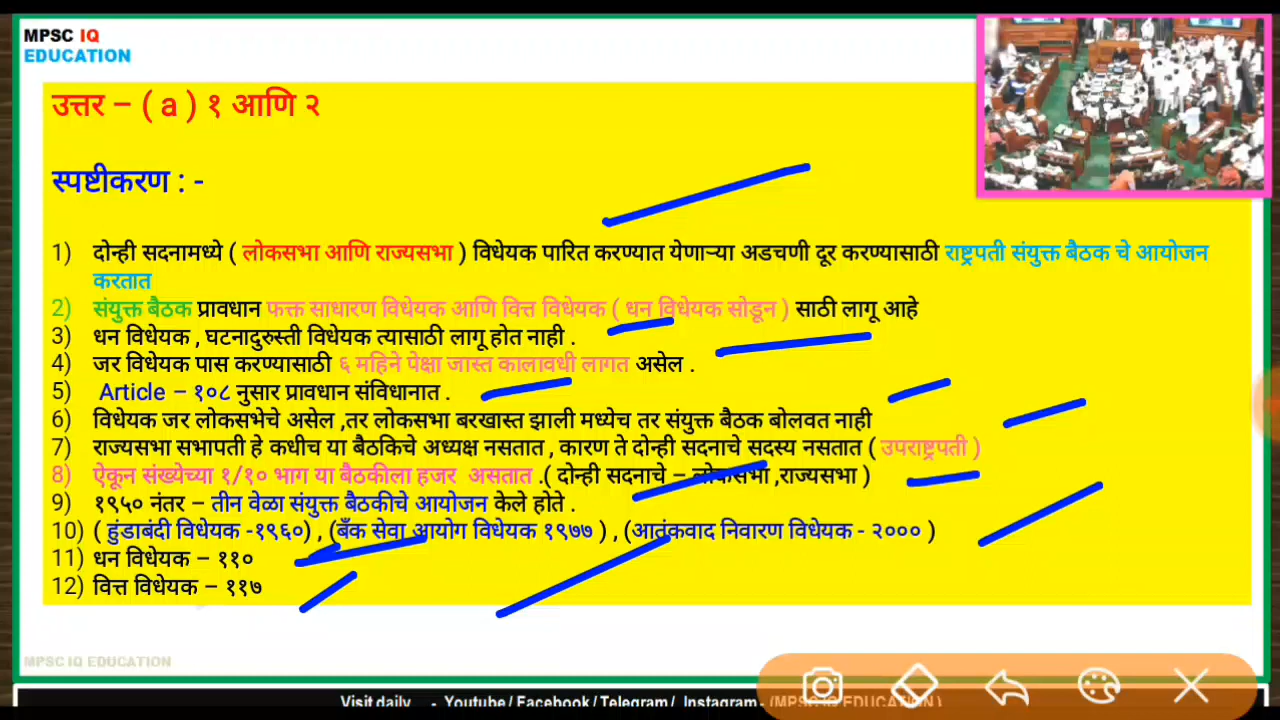 MPSC IQ
EDUCATION
उत्तर – ( a ) १ आणि २
स्पष्टीकरण : -
1) दोन्ही सदनामध्ये ( लोकसभा आणि राज्यसभा ) विधेयक पारित करण्यात येणाऱ्या अडचणी दूर करण्यासाठी राष्ट्रपती संयुक्त बैठक चे आयोजन
करतात
2) संयुक्त बैठक प्रावधान फक्त साधारण विधेयक आणि वित्त विधेयक ( धन विधेयक सोडून ) साठी लागू आहे
3) धन विधेयक , घटनादुरुस्ती विधेयक त्यासाठी लागू होत नाही .
4) जर विधेयक पास करण्यासाठी ६ महिने पेक्षा जास्त कालावधी लागत असेल .
5) Article – १०८ नुसार प्रावधान संविधानात .
6) विधेयक जर लोकसभेचे असेल ,तर लोकसभा बरखास्त झाली मध्येच तर संयुक्त बैठक बोलवत नाही
7) राज्यसभा सभापती हे कधीच या बैठकिचे अध्यक्ष नसतात , कारण ते दोन्ही सदनाचे सदस्य नसतात ( उपराष्ट्रपती )
8) ऐकून संख्येच्या १/१० भाग या बैठकीला हजर असतात .( दोन्ही सदनाचे – लोकसभा ,राज्यसभा )
9) १९५० नंतर – तीन वेळा संयुक्त बैठकीचे आयोजन केले होते .
10) ( हुंडाबंदी विधेयक -१९६०) , (बँक सेवा आयोग विधेयक १९७७ ) , (आतंकवाद निवारण विधेयक - २००० )
11) धन विधेयक – ११०
12) वित्त विधेयक – ११७
MPSC IQ EDUCATION
Visit daily - Youtube / Facebook / Telegram / Instagram - (MPSC IQ EDUCATION )